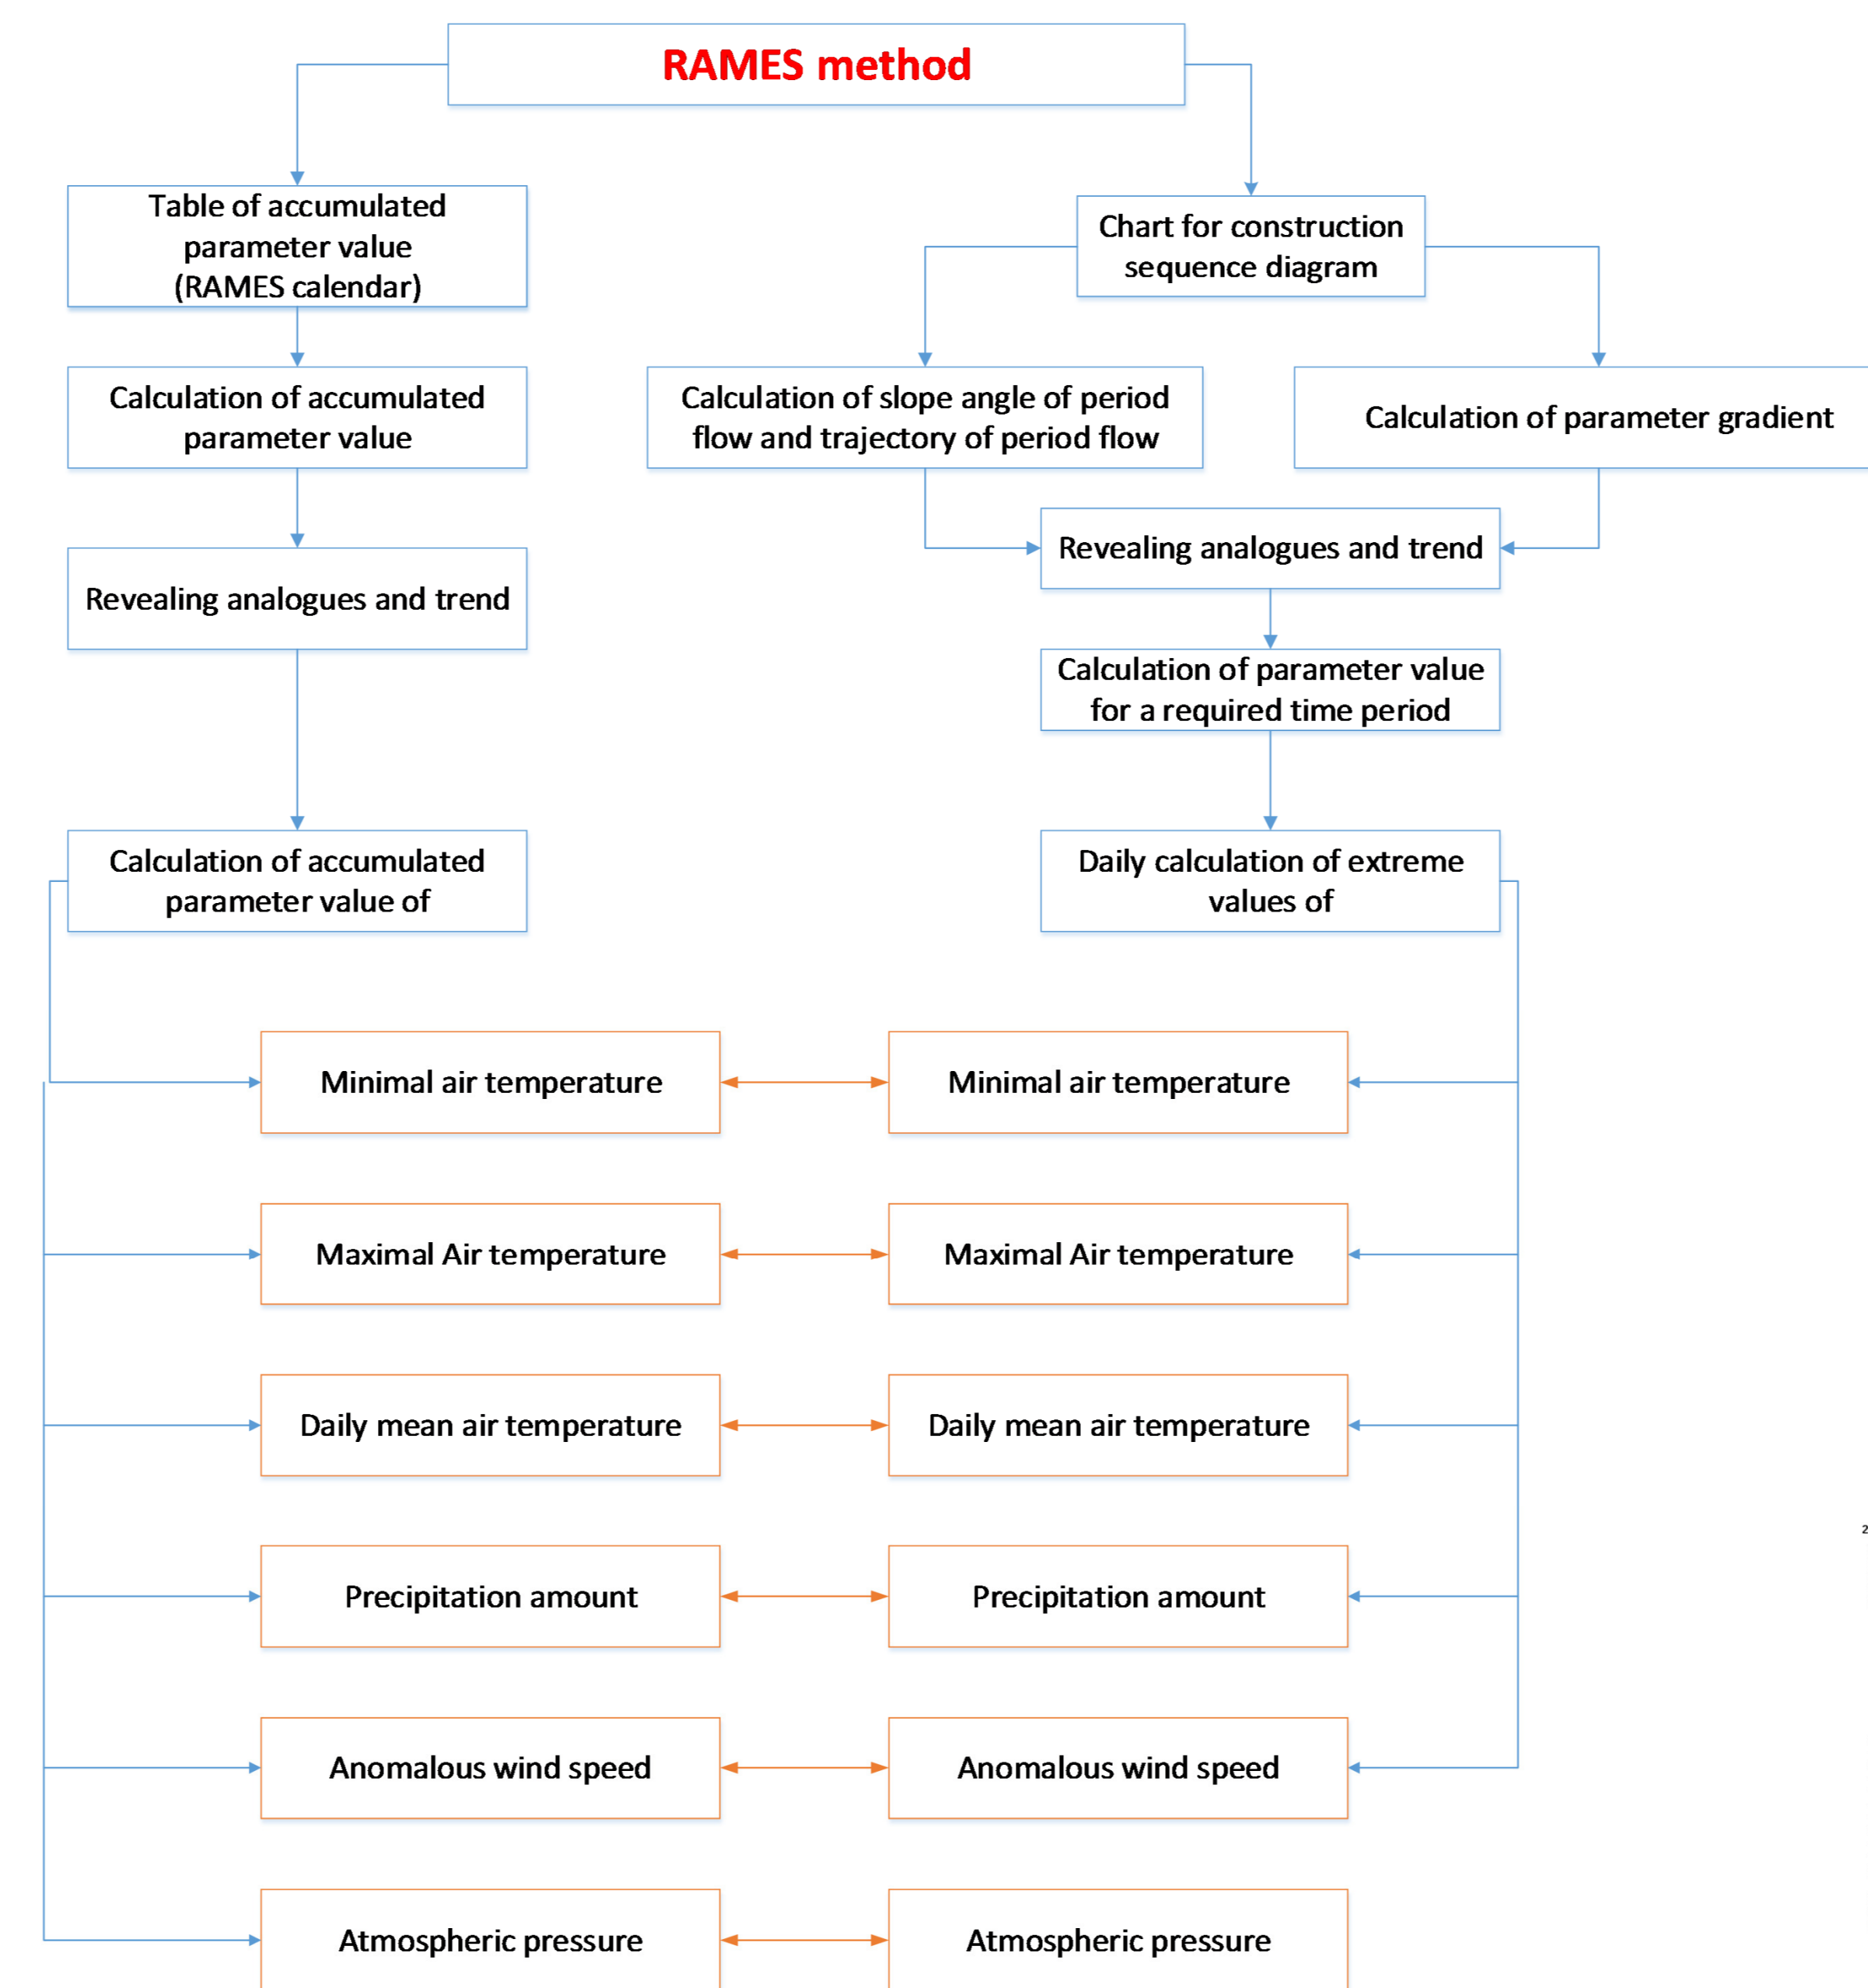 RAMES method
Table of accumulated
parameter value
(RAMES calendar)
Chart for construction
sequence diagram
Calculation of accumulated
parameter value
Calculation of slope angle of period
flow and trajectory of period flow
Calculation of parameter gradient
Revealing analogues and trend
Revealing analogues and trend
Calculation of parameter value
for a required time period
Calculation of accumulated
parameter value of
Daily calculation of extreme
values of
Minimal air temperature
Minimal air temperature
Maximal Air temperature
Maximal Air temperature
Daily mean air temperature
Daily mean air temperature
2
Precipitation amount
Precipitation amount
Anomalous wind speed
Anomalous wind speed
Atmospheric pressure
Atmospheric pressure